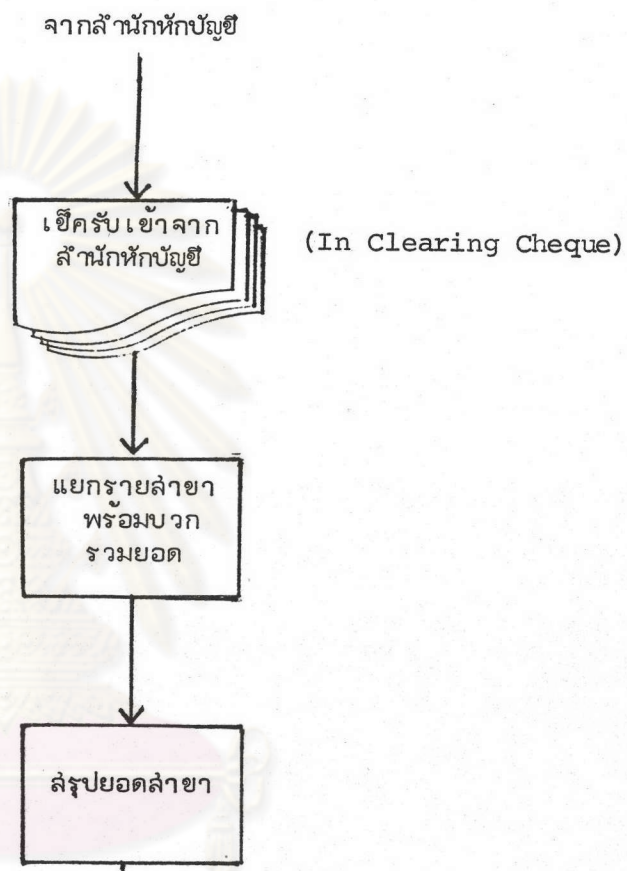 จากสำนักหักบัญชี
เช็ครับเข้าจาก
สำนักหักบัญชี
(In Clearing Cheque)
แยกรายสาขา
พร้อมบวก
รวมยอด
สรุปยอดสาขา